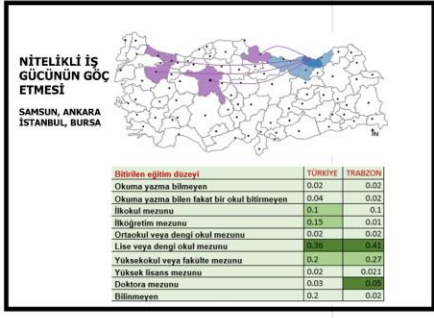 NİTELİKLİ İŞ
GÜCÜNÜN GÖÇ
ETMESİ
SAMSUN, ANKARA
İSTANBUL, BURSA
Bitirilen eğitim düzeyi TÜRKİYE TRABZON
Okuma yazma bilmeyen 0.02 0.02
Okuma yazma bilen fakat bir okul bitirmeyen 0.04 0.02
İlkokul mezunu 0.1 0.1
İlköğretim mezunu 0.15 0.01
Ortaokul veya dengi okul mezunu 0.02 0.02
Lise veya dengi okul mezunu 0.36 0.41
Yüksekokul veya fakülte mezunu 0.2 0.27
Yüksek lisans mezunu 0.02 0.021
Doktora mezunu 0.03 0.05
Bilinmeyen 0.2 0.02